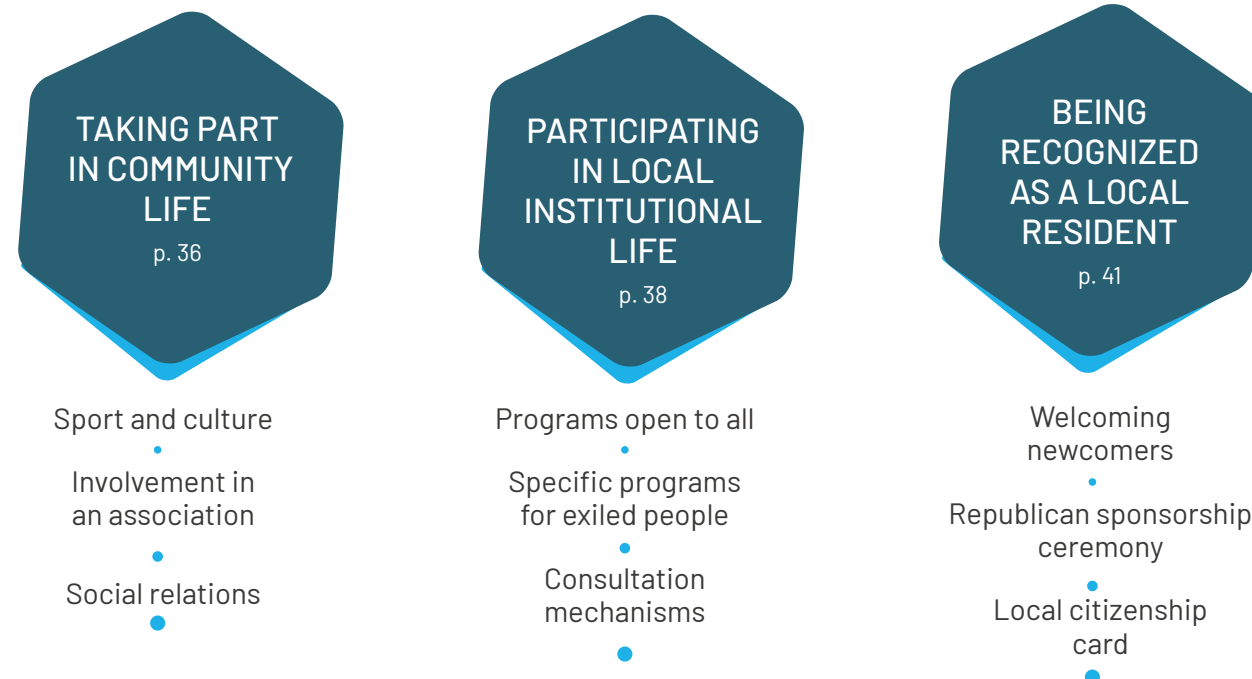 TAKING PART
IN COMMUNITY
LIFE
p. 36
Sport and culture
Involvement in
an association
Social relations
PARTICIPATING
IN LOCAL
INSTITUTIONAL
LIFE
p. 38
Programs open to all
Specific programs
for exiled people
Consultation
mechanisms
BEING
RECOGNIZED
AS A LOCAL
RESIDENT
p. 41
Welcoming
newcomers
Republican sponsorship
ceremony
Local citizenship
card